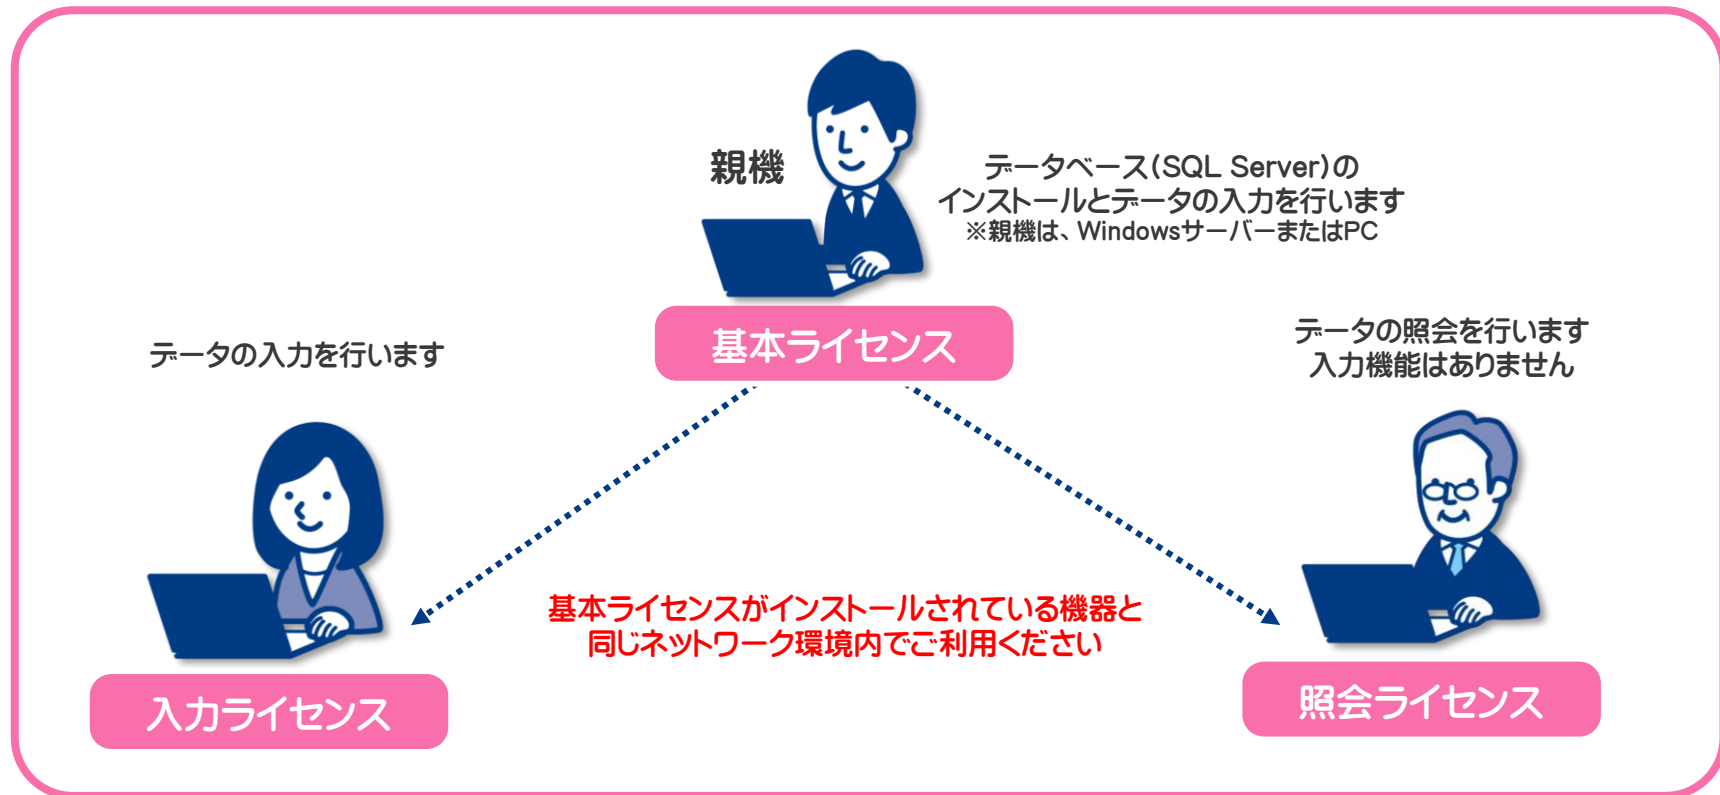 親機
データベース(SQL Server)の
インストールとデータの入力を行います
※親機は、WindowsサーバーまたはPC
基本ライセンス
データの入力を行います
データの照会を行います
入力機能はありません
基本ライセンスがインストールされている機器と
同じネットワーク環境内でご利用ください
入力ライセンス
照会ライセンス